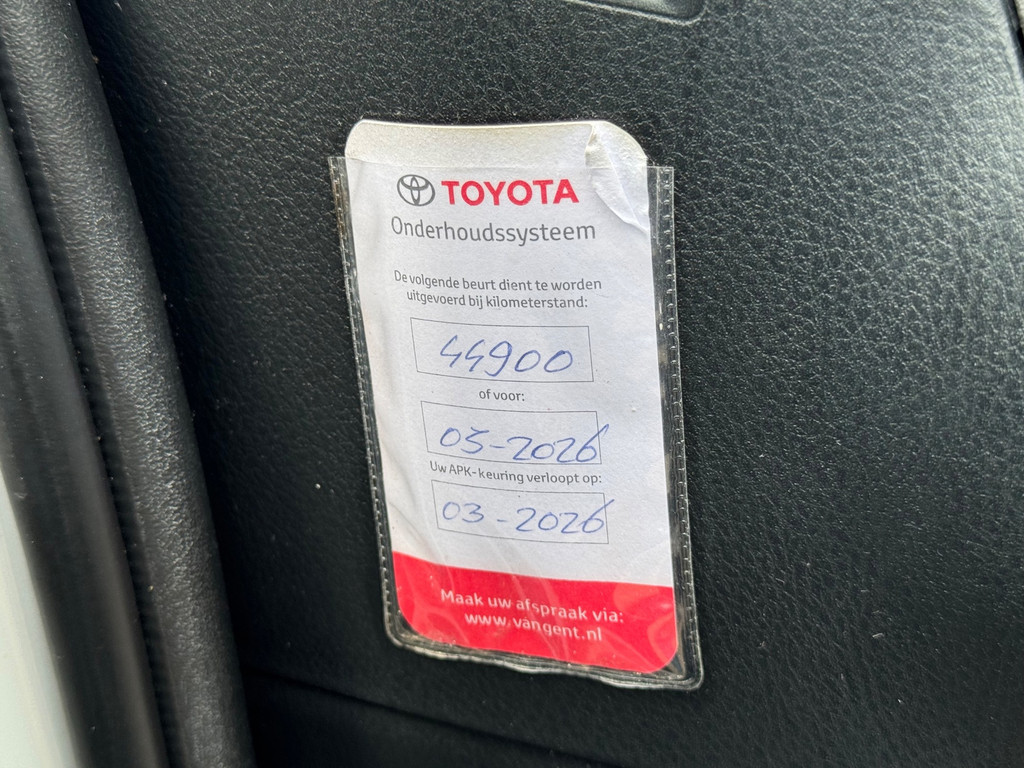 TOYOTA
Onderhoudssysteem
De volgende beurt dient te worden
uitgevoerd bij kilometerstand:
44900
of voor:
03-2026
Uw APK-keuring verloopt op:
03-2026
Maak uw afspraak via:
www.vangent.nl